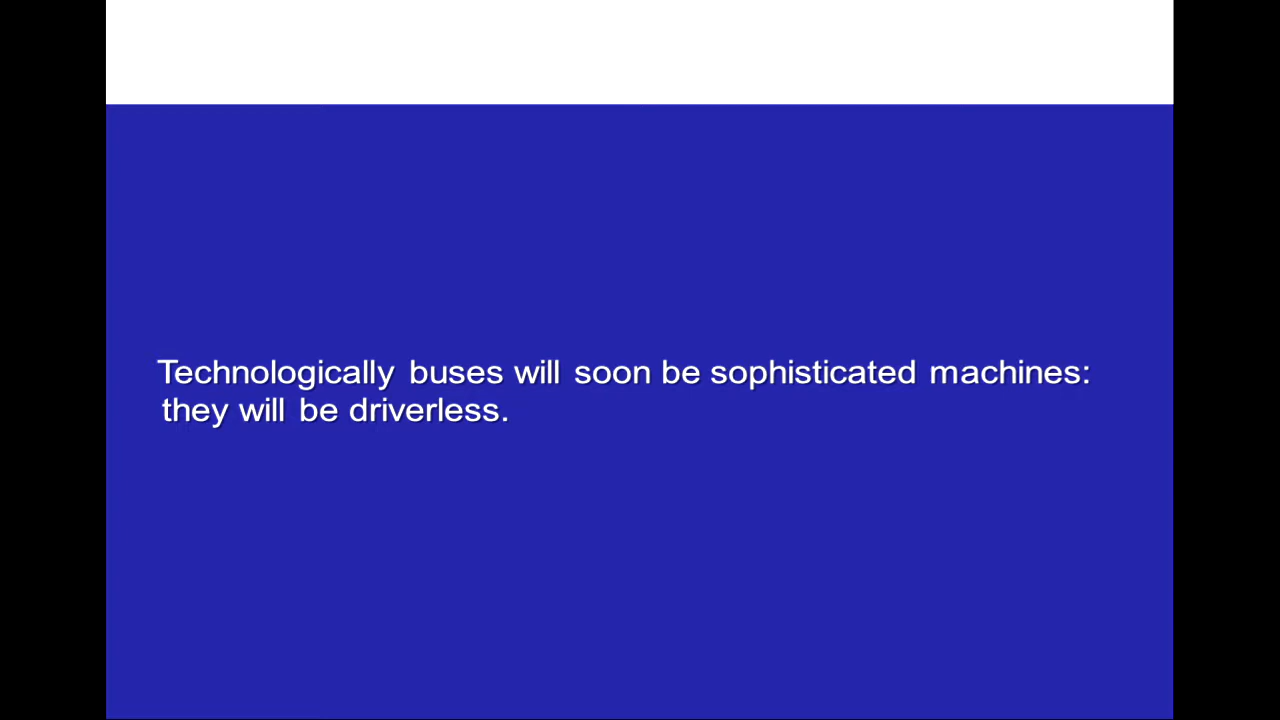 Technologically buses will soon be sophisticated machines:
they will be driverless.